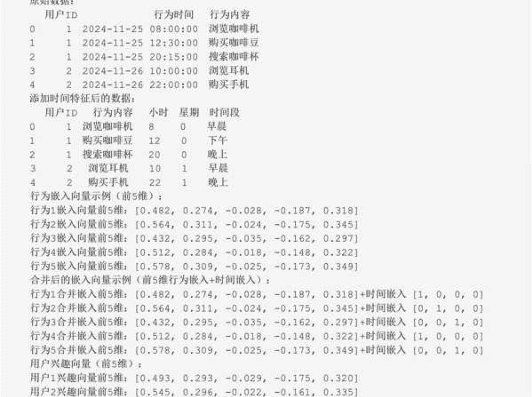 原始数据：
用户ID 行为时间 行为内容
0 1 2024-11-25 08:00:00 浏览咖啡机
1 1 2024-11-25 12:30:00 购买咖啡豆
2 1 2024-11-25 20:15:00 搜索咖啡杯
3 2 2024-11-26 10:00:00 浏览耳机
4 2 2024-11-26 22:00:00 购买手机
添加时间特征后的数据：
用户ID 行为内容 小时 星期 时间段
0 1 浏览咖啡机 8 0 早晨
1 1 购买咖啡豆 12 0 下午
2 1 搜索咖啡杯 20 0 晚上
3 2 浏览耳机 10 1 早晨
4 2 购买手机 22 1 晚上
行为嵌入向量示例（前5维）：
行为1嵌入向量前5维：[0.482, 0.274, -0.028, -0.187, 0.318]
行为2嵌入向量前5维：[0.564, 0.311, -0.024, -0.175, 0.345]
行为3嵌入向量前5维：[0.432, 0.295, -0.035, -0.162, 0.297]
行为4嵌入向量前5维：[0.512, 0.284, -0.018, -0.148, 0.322]
行为5嵌入向量前5维：[0.578, 0.309, -0.025, -0.173, 0.349]
合并后的嵌入向量示例（前5维行为嵌入+时间嵌入）：
行为1合并嵌入前5维：[0.482, 0.274, -0.028, -0.187, 0.318]+时间嵌入 [1, 0, 0, 0]
行为2合并嵌入前5维：[0.564, 0.311, -0.024, -0.175, 0.345]+时间嵌入 [0, 1, 0, 0]
行为3合并嵌入前5维：[0.432, 0.295, -0.035, -0.162, 0.297]+时间嵌入 [0, 0, 1, 0]
行为4合并嵌入前5维：[0.512, 0.284, -0.018, -0.148, 0.322]+时间嵌入 [1, 0, 0, 0]
行为5合并嵌入前5维：[0.578, 0.309, -0.025, -0.173, 0.349]+时间嵌入 [0, 0, 1, 0]
用户兴趣向量（前5维）：
用户1兴趣向量前5维：[0.493, 0.293, -0.029, -0.175, 0.320]
用户2兴趣向量前5维：[0.545, 0.296, -0.022, -0.161, 0.335]